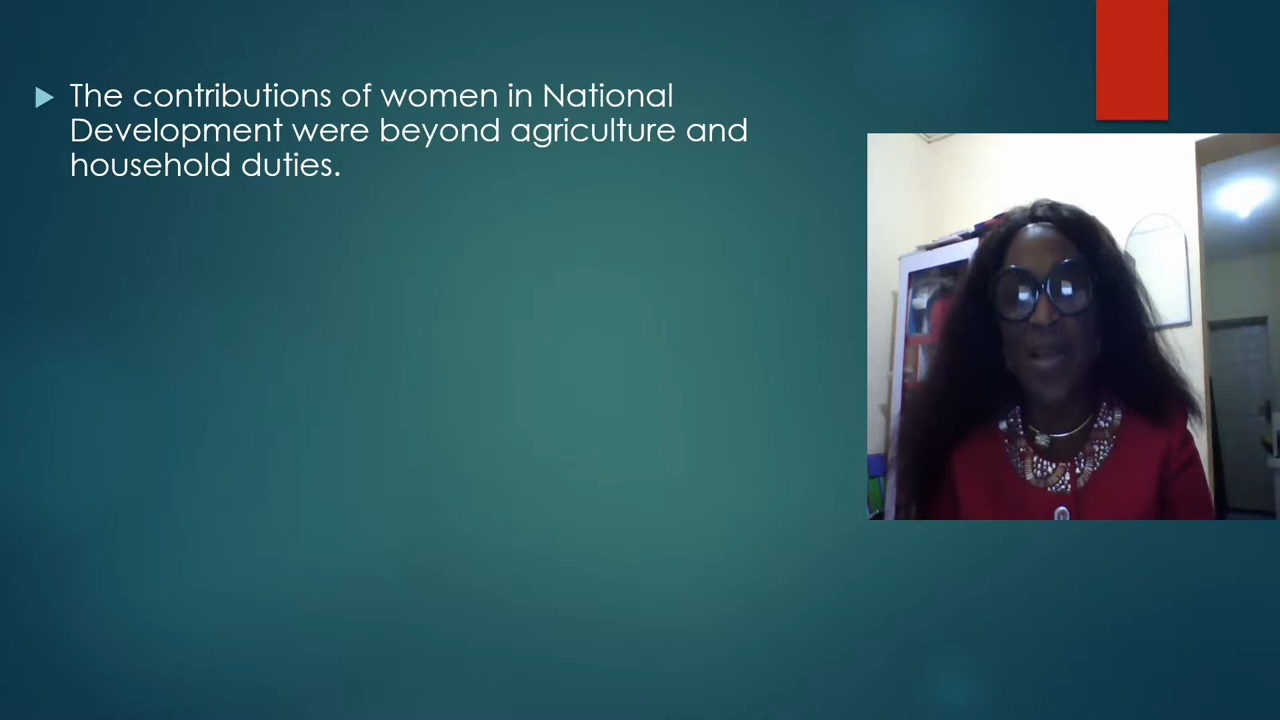 The contributions of women in National
Development were beyond agriculture and
household duties.